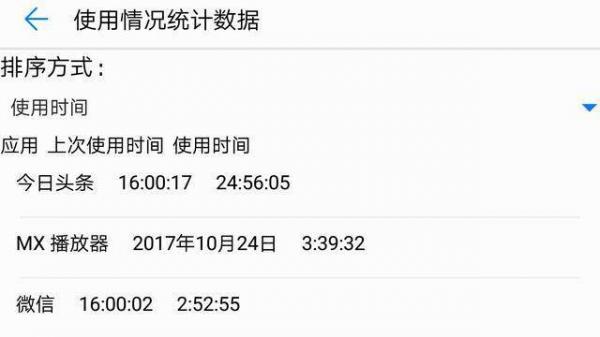 使用情况统计数据
排序方式:
使用时间
应用 上次使用时间 使用时间
今日头条 16:00:17 24:56:05
MX 播放器 2017年10月24日 3:39:32
微信 16:00:02 2:52:55